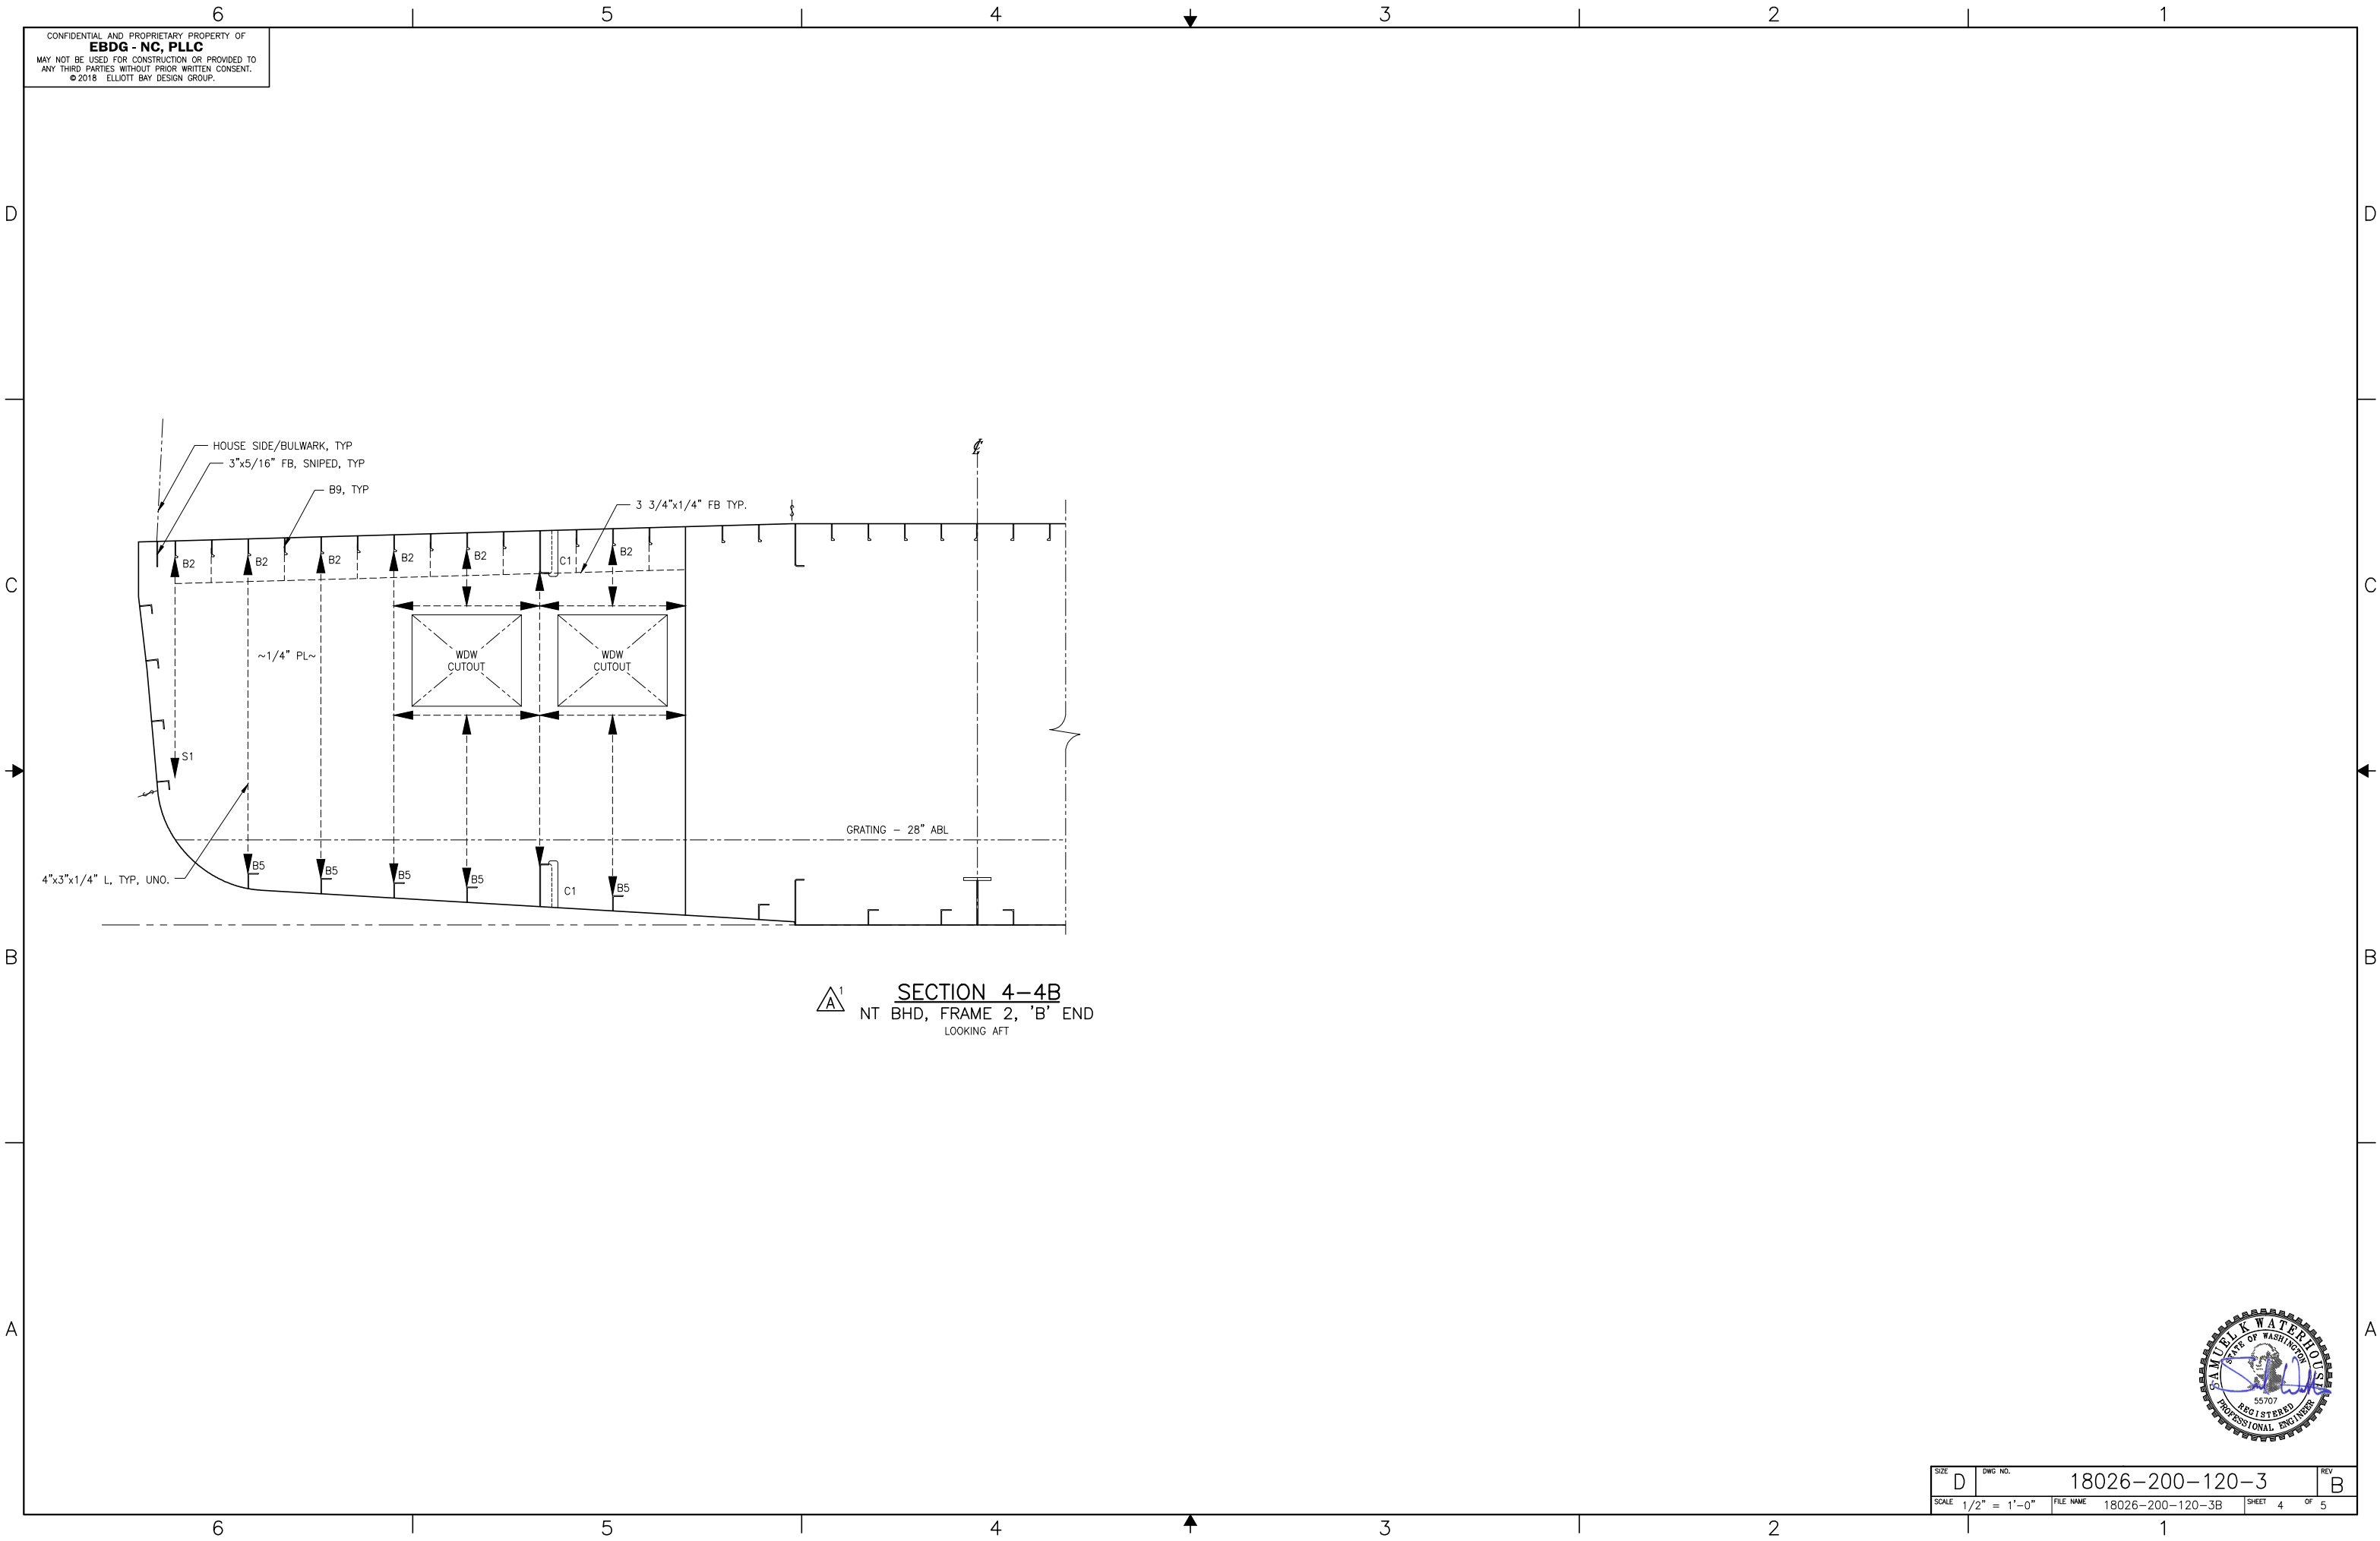 6 5 4 3 2 1
CONFIDENTIAL AND PROPRIETARY PROPERTY OF
EBDG - NC, PLLC
MAY NOT BE USED FOR CONSTRUCTION OR PROVIDED TO
ANY THIRD PARTIES WITHOUT PRIOR WRITTEN CONSENT.
© 2018 ELLIOTT BAY DESIGN GROUP.
D D
HOUSE SIDE/BULWARK, TYP
3"x5/16" FB, SNIPED, TYP
B9, TYP
3 3/4"x1/4" FB TYP.
℄
B2 B2 B2 B2 B2 C1 B2
C C
~1/4" PL~
WDW
CUTOUT
WDW
CUTOUT
S1
GRATING - 28" ABL
4"x3"x1/4" L, TYP, UNO.
B5 B5 B5 B5 C1 B5
B B
A 1
SECTION 4-4B
NT BHD, FRAME 2, 'B' END
LOOKING AFT
A A
SAMUEL K WATERHOUSE
STATE OF WASHINGTON
55707
REGISTERED
PROFESSIONAL ENGINEER
SIZE D DWG NO. 18026-200-120-3 REV B
SCALE 1/2" = 1'-0" FILE NAME 18026-200-120-3B SHEET 4 OF 5
6 5 4 3 2 1